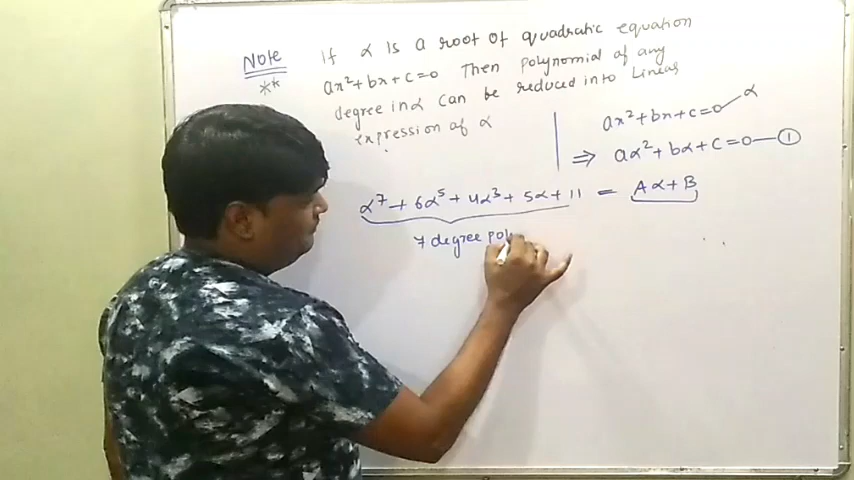 Note
**
If α is a root of quadratic equation
ax²+bx+c=0 Then polynomial of any
degree in α can be reduced into Linear
expression of α
ax²+bx+c=0 α
⇒ aα²+bα+c=0 — ①
α⁷ + 6α⁵ + 4α³ + 5α + 11 = Aα+B
7 degree pol